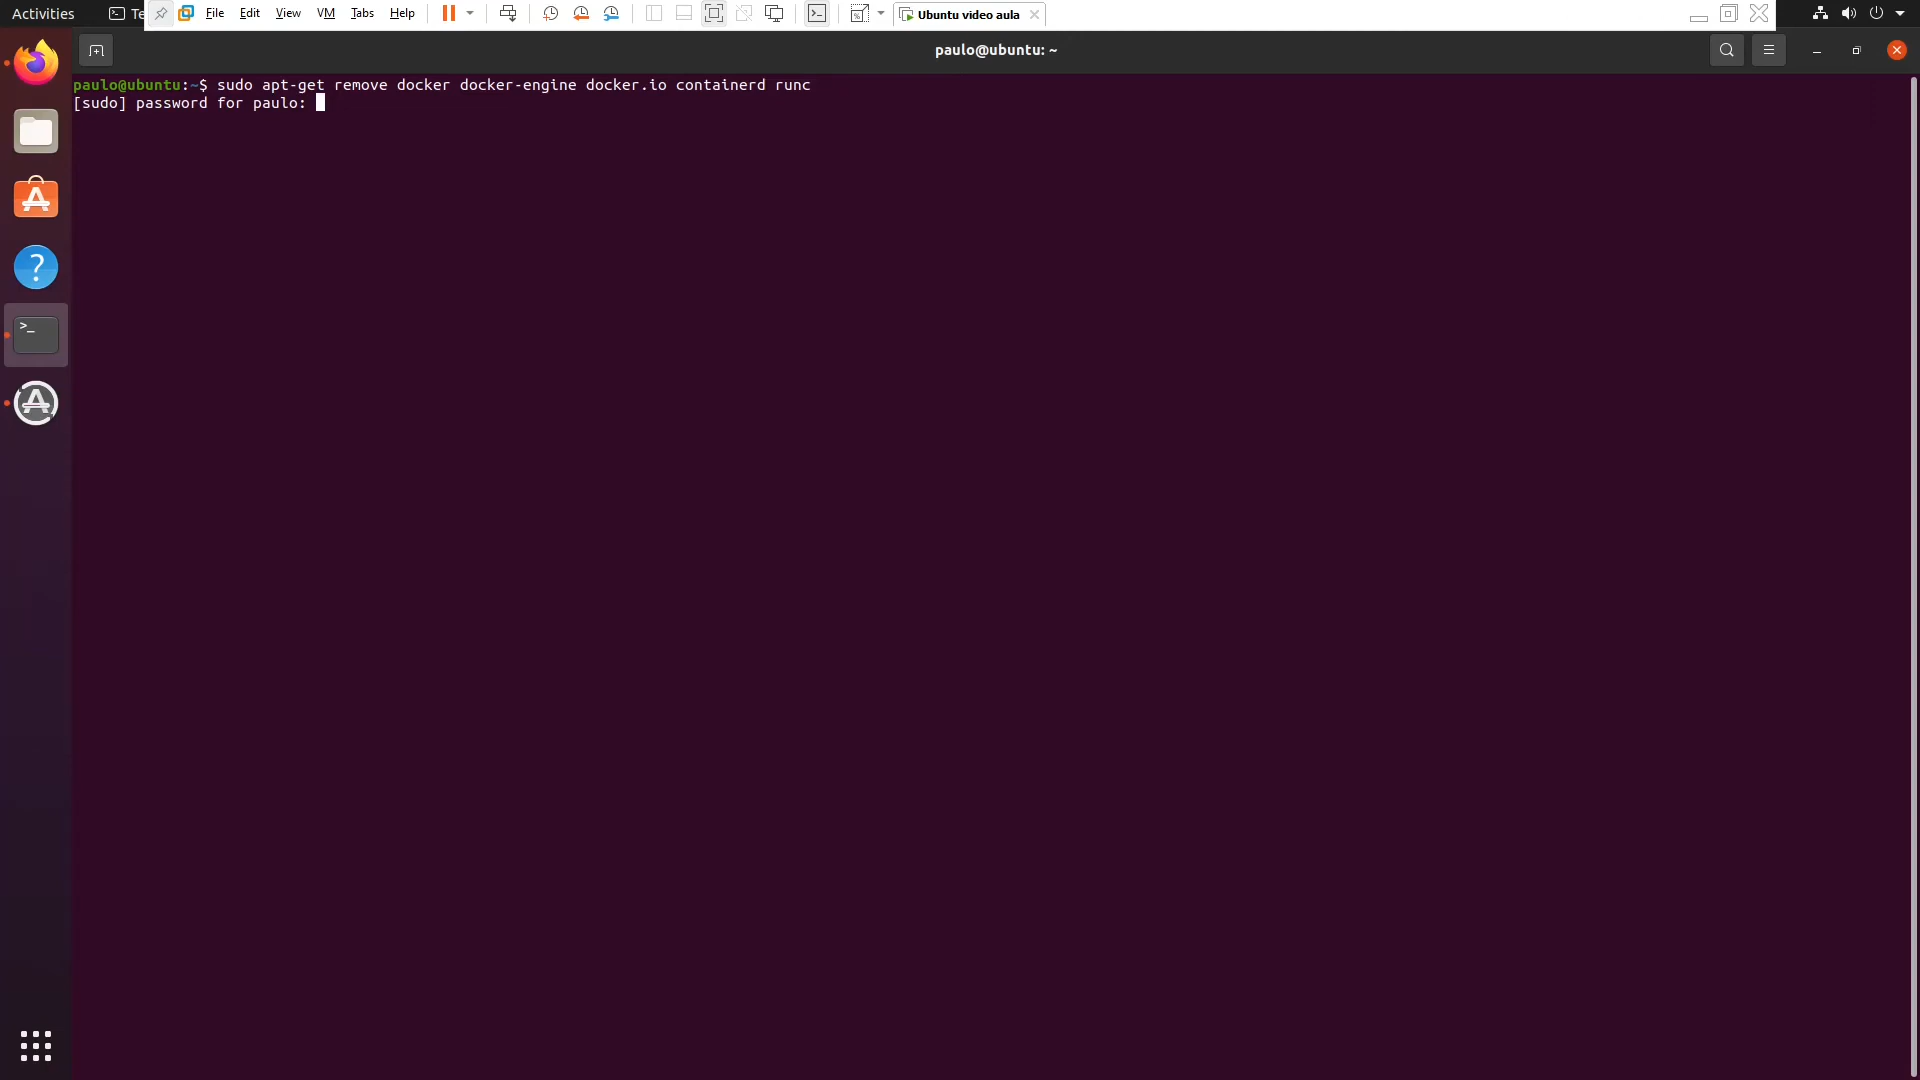 Activities
Te
File Edit View VM Tabs Help
Ubuntu video aula
paulo@ubuntu: ~
paulo@ubuntu:~$ sudo apt-get remove docker docker-engine docker.io containerd runc
[sudo] password for paulo: